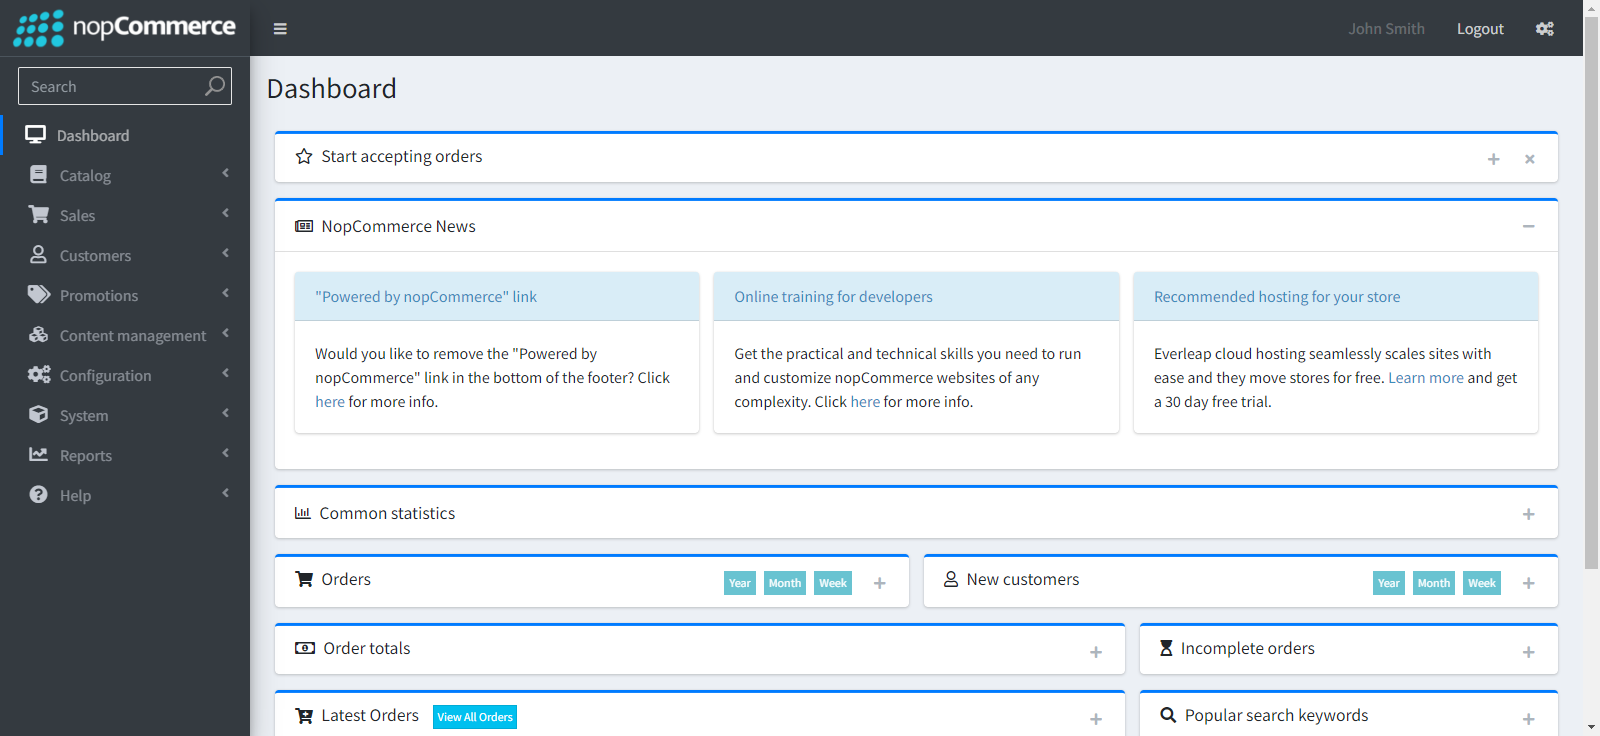 nopCommerce
John Smith
Logout
Search
Dashboard
Catalog
Sales
Customers
Promotions
Content management
Configuration
System
Reports
Help
Dashboard
Start accepting orders
NopCommerce News
"Powered by nopCommerce" link
Would you like to remove the "Powered by
nopCommerce" link in the bottom of the footer? Click
here for more info.
Online training for developers
Get the practical and technical skills you need to run
and customize nopCommerce websites of any
complexity. Click here for more info.
Recommended hosting for your store
Everleap cloud hosting seamlessly scales sites with
ease and they move stores for free. Learn more and get
a 30 day free trial.
Common statistics
Orders
Year Month Week
New customers
Year Month Week
Order totals
Incomplete orders
Latest Orders View All Orders
Popular search keywords